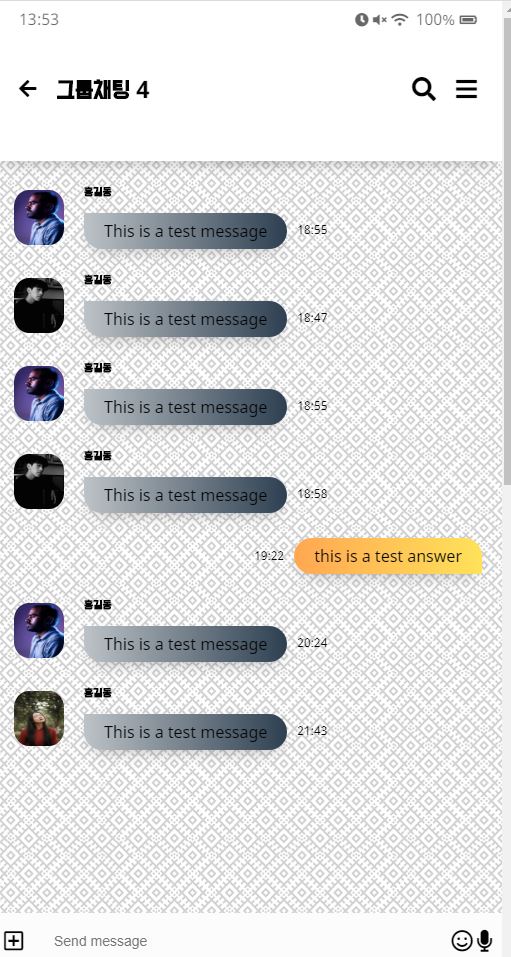 13:53
100%
그룹채팅 4
홍길동
This is a test message 18:55
홍길동
This is a test message 18:47
홍길동
This is a test message 18:55
홍길동
This is a test message 18:58
19:22 this is a test answer
홍길동
This is a test message 20:24
홍길동
This is a test message 21:43
Send message